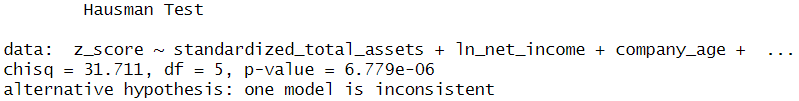 Hausman Test
data:  z_score ~ standardized_total_assets + ln_net_income + company_age +  ...
chisq = 31.711, df = 5, p-value = 6.779e-06
alternative hypothesis: one model is inconsistent